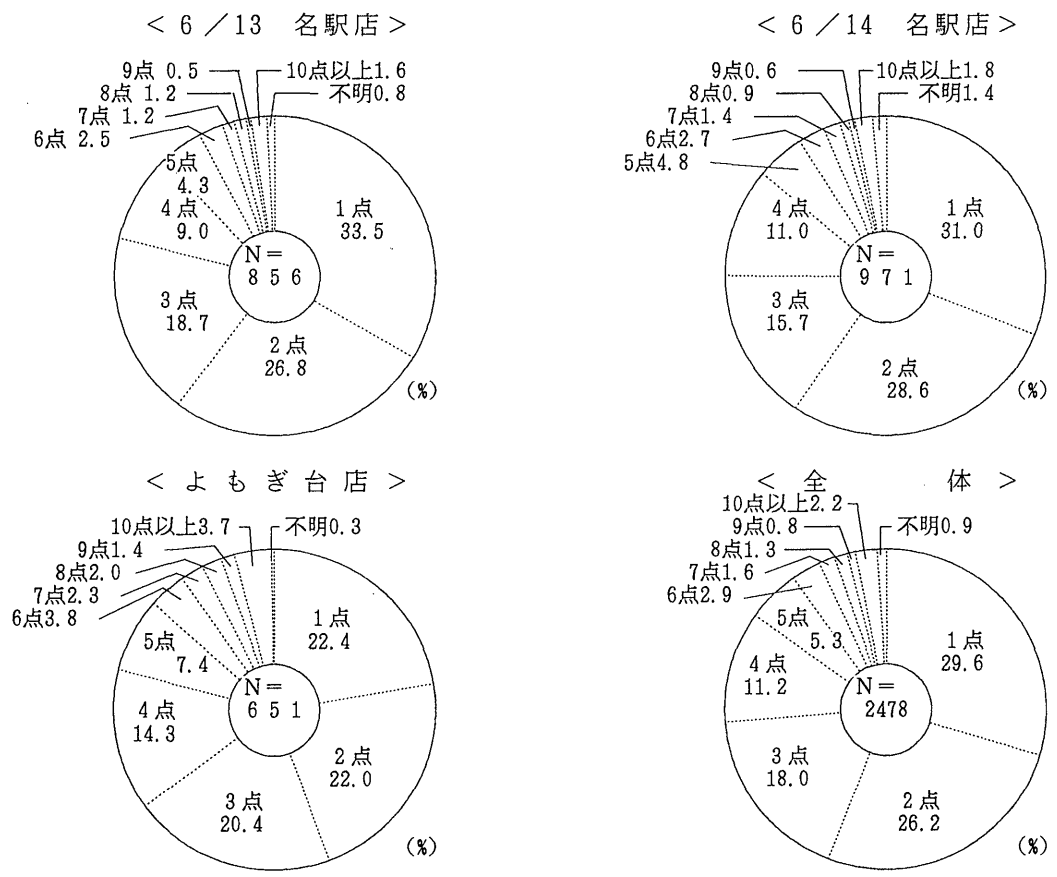 < 6 ／13 名駅店 >
9点 0.5
10点以上1.6
8点 1.2
不明0.8
7点 1.2
6点 2.5
5点
4.3
4点
9.0
1点
33.5
N=
8 5 6
3点
18.7
2点
26.8
(%)
< 6 ／14 名駅店 >
9点0.6
10点以上1.8
8点0.9
不明1.4
7点1.4
6点2.7
5点4.8
4点
11.0
1点
31.0
N=
9 7 1
3点
15.7
2点
28.6
(%)
< よ も ぎ 台 店 >
10点以上3.7
不明0.3
9点1.4
8点2.0
7点2.3
6点3.8
5点
7.4
1点
22.4
N=
6 5 1
4点
14.3
2点
22.0
3点
20.4
(%)
< 全 体 >
10点以上2.2
9点0.8
不明0.9
8点1.3
7点1.6
6点2.9
5点
5.3
1点
29.6
4点
11.2
N=
2478
3点
18.0
2点
26.2
(%)